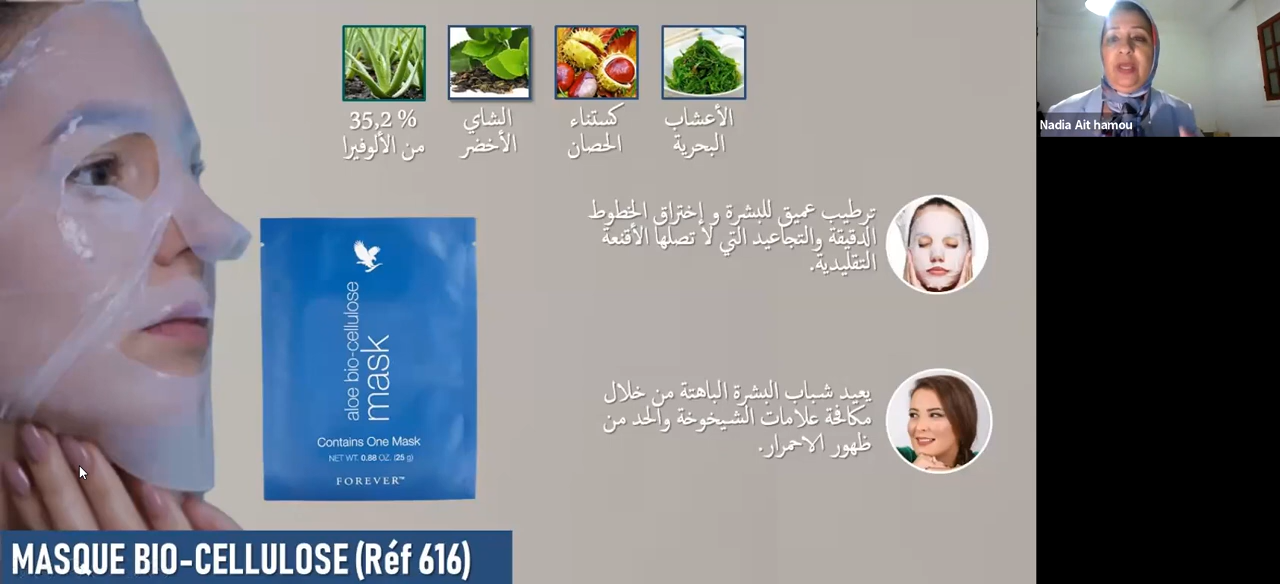 35,2 %
من الألوفيرا
الشاي
الأخضر
كستناء
الحصان
الأعشاب
البحرية
Nadia Ait hamou
ترطيب عميق للبشرة و إختراق الخطوط
الدقيقة والتجاعيد التي لا تصلها الأقنعة
التقليدية.
aloe bio-cellulose
mask
Contains One Mask
NET WT. 0.88 OZ. (25 g)
FOREVER™
يعيد شباب البشرة الباهتة من خلال
مكافحة علامات الشيخوخة والحد من
ظهور الاحمرار.
MASQUE BIO-CELLULOSE (Réf 616)